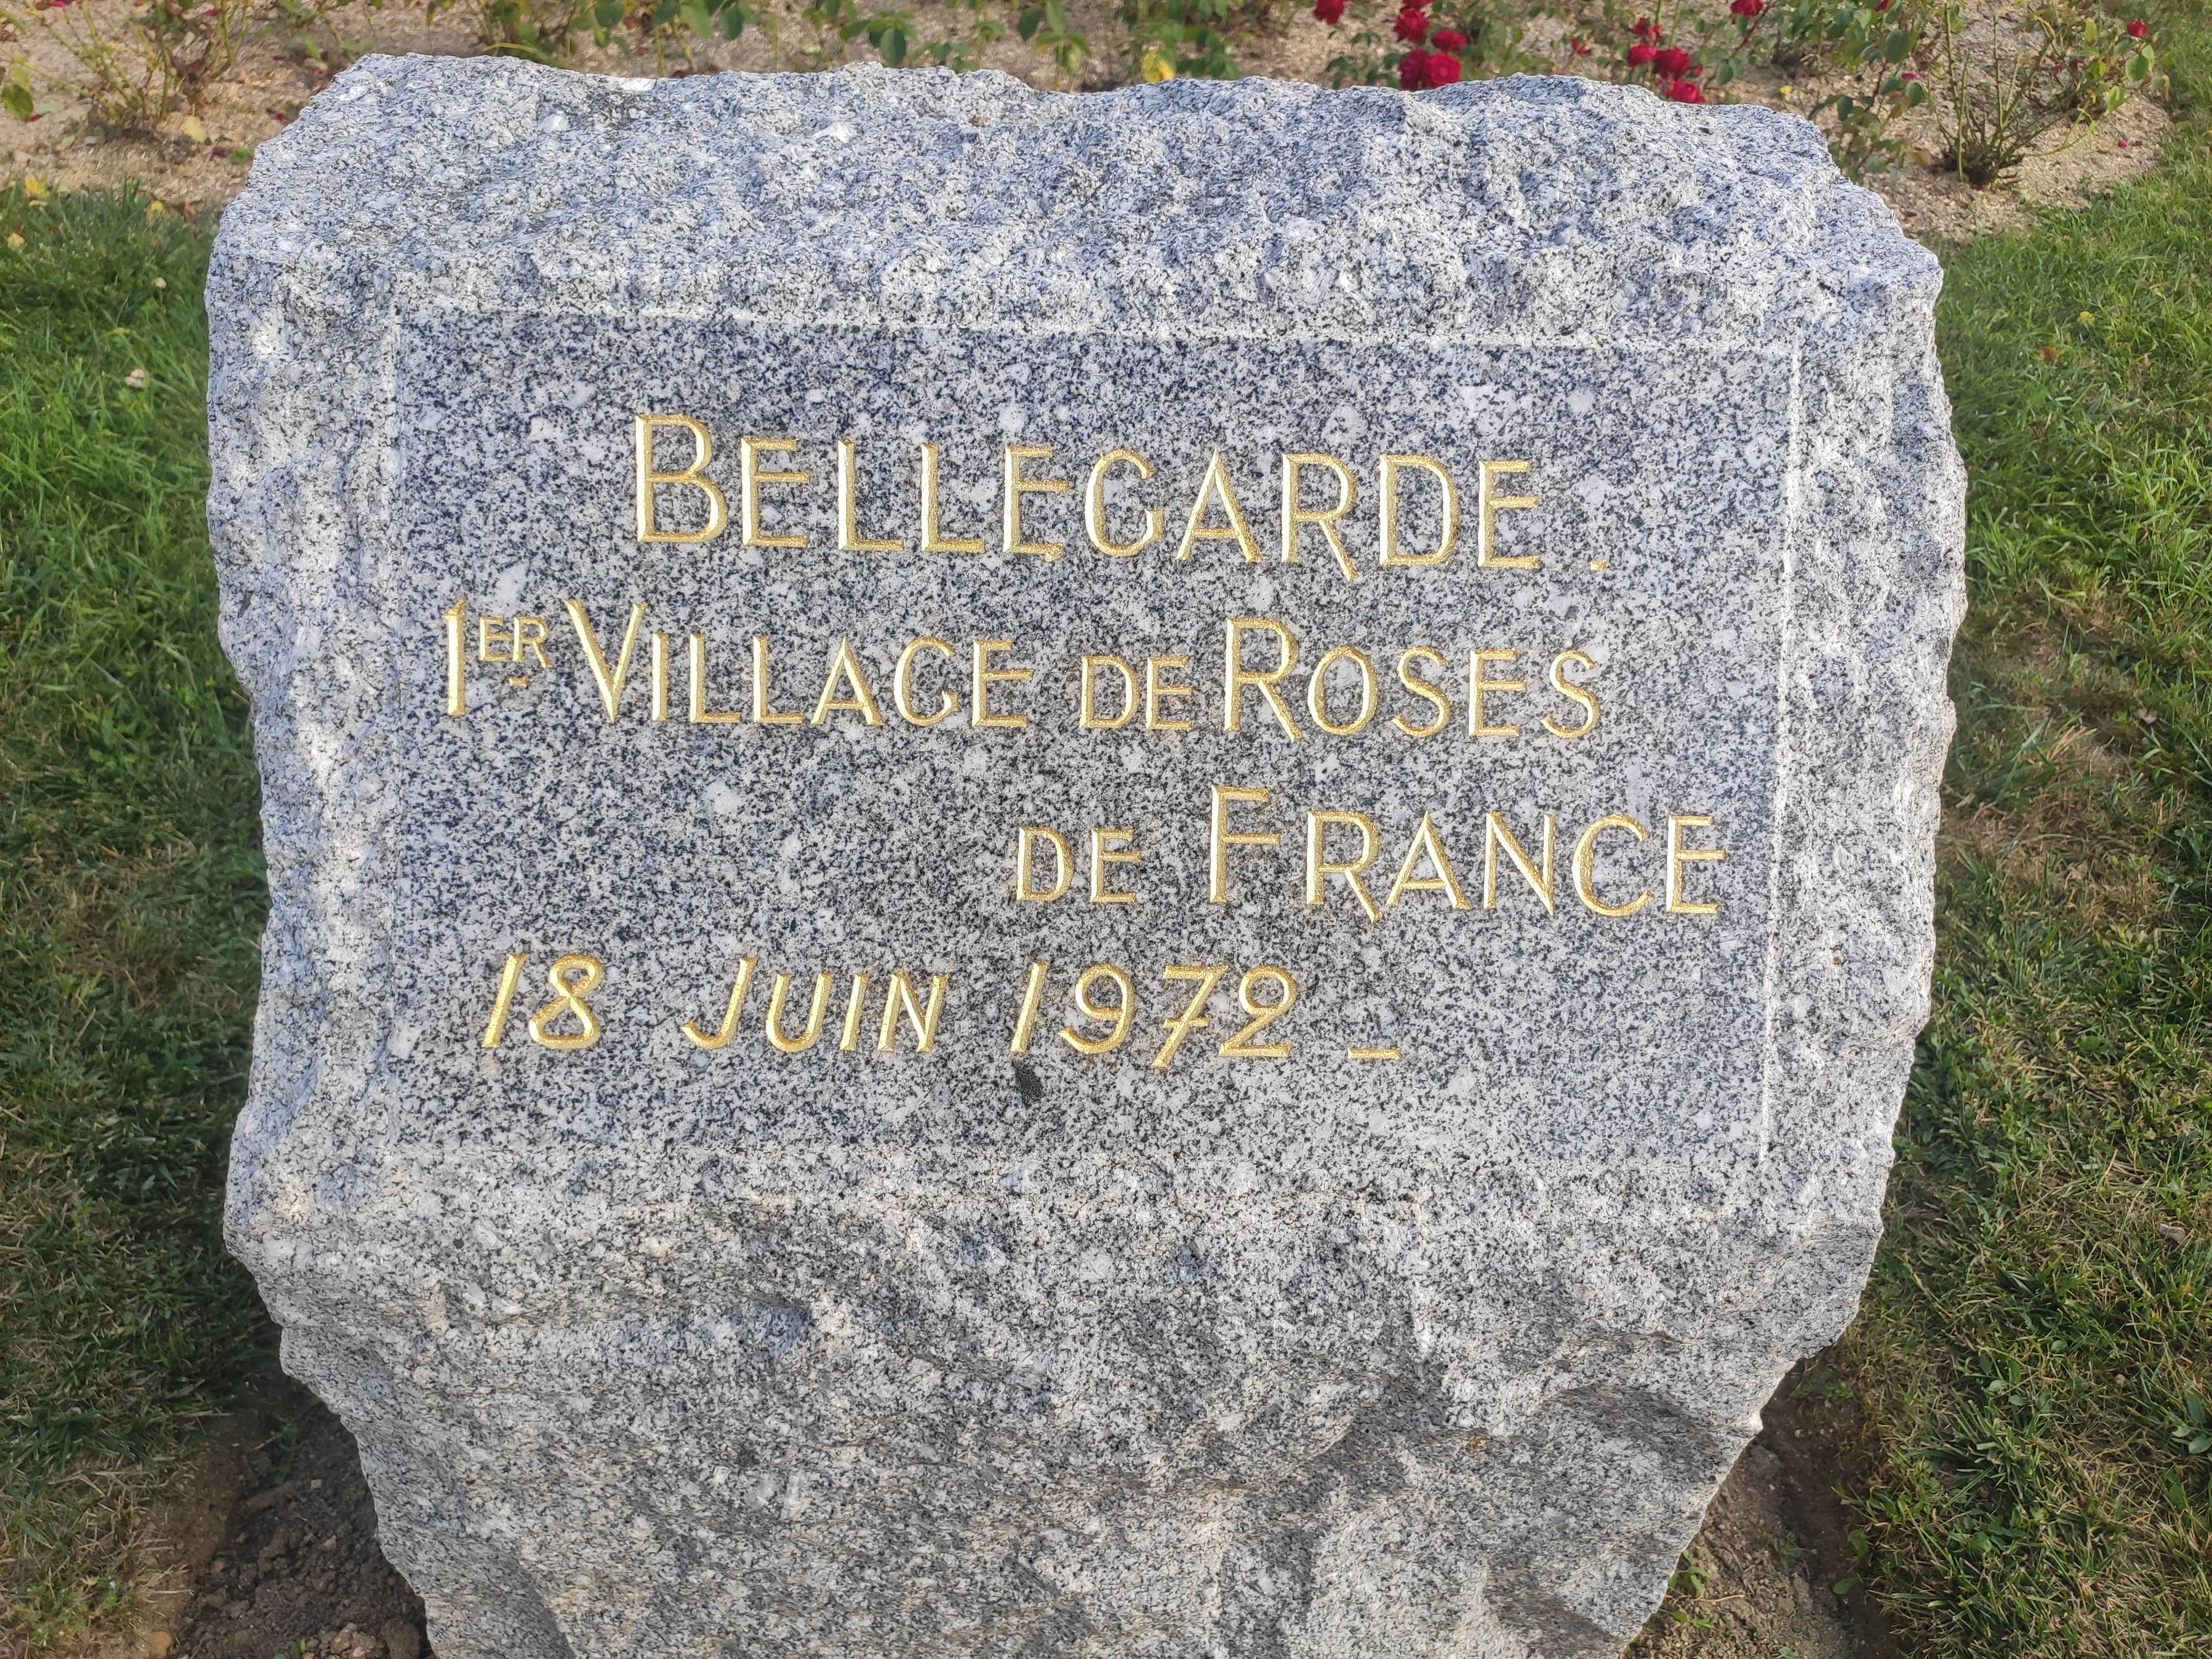 BELLEGARDE.
1ER VILLAGE DE ROSES
DE FRANCE
18 JUIN 1972 _